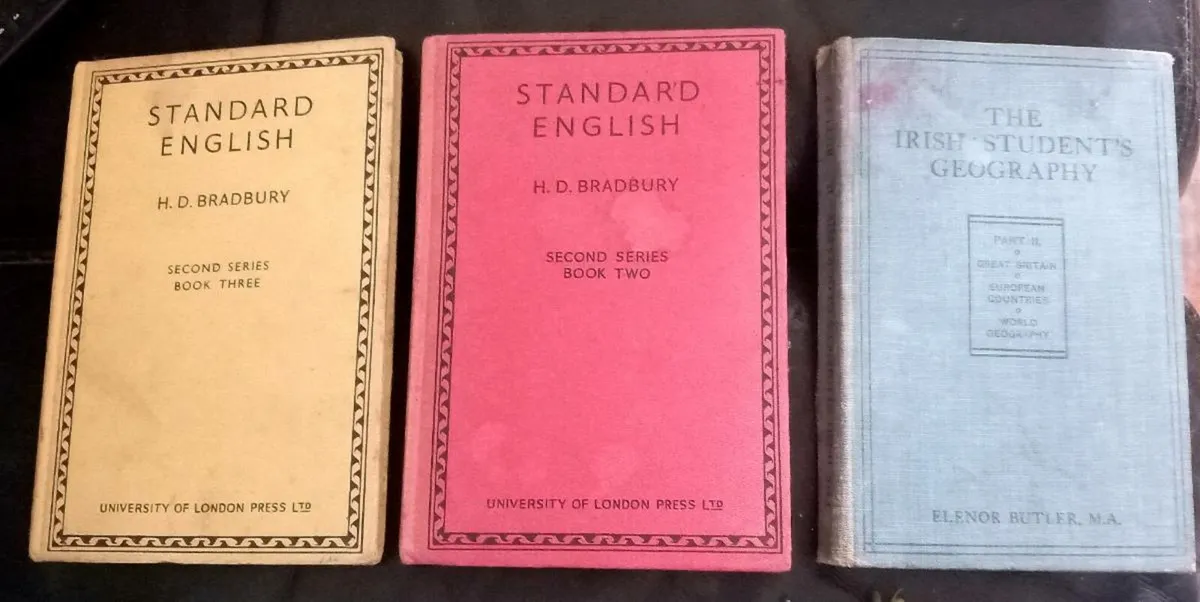 STANDARD
ENGLISH
H. D. BRADBURY
SECOND SERIES
BOOK THREE
UNIVERSITY OF LONDON PRESS LTD
STANDARD
ENGLISH
H. D. BRADBURY
SECOND SERIES
BOOK TWO
UNIVERSITY OF LONDON PRESS LTD
THE
IRISH STUDENT'S
GEOGRAPHY
PART II.
GREAT BRITAIN
EUROPEAN
COUNTRIES
WORLD
GEOGRAPHY
ELENOR BUTLER, M.A.